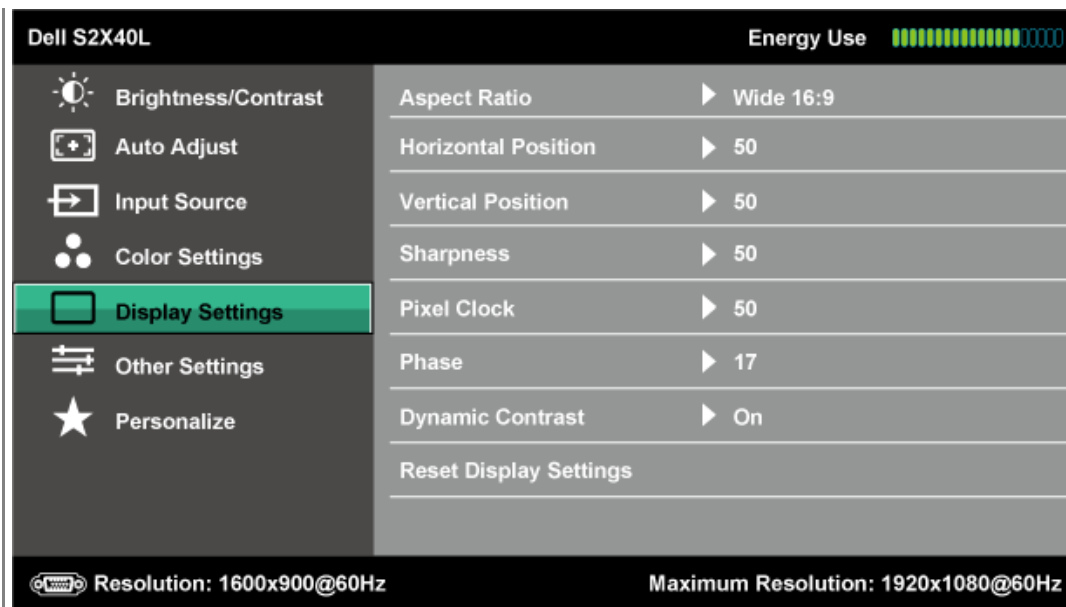 Dell S2X40L
Energy Use
Brightness/Contrast
Auto Adjust
Input Source
Color Settings
Display Settings
Other Settings
Personalize
Aspect Ratio Wide 16:9
Horizontal Position 50
Vertical Position 50
Sharpness 50
Pixel Clock 50
Phase 17
Dynamic Contrast On
Reset Display Settings
Resolution: 1600x900@60Hz
Maximum Resolution: 1920x1080@60Hz